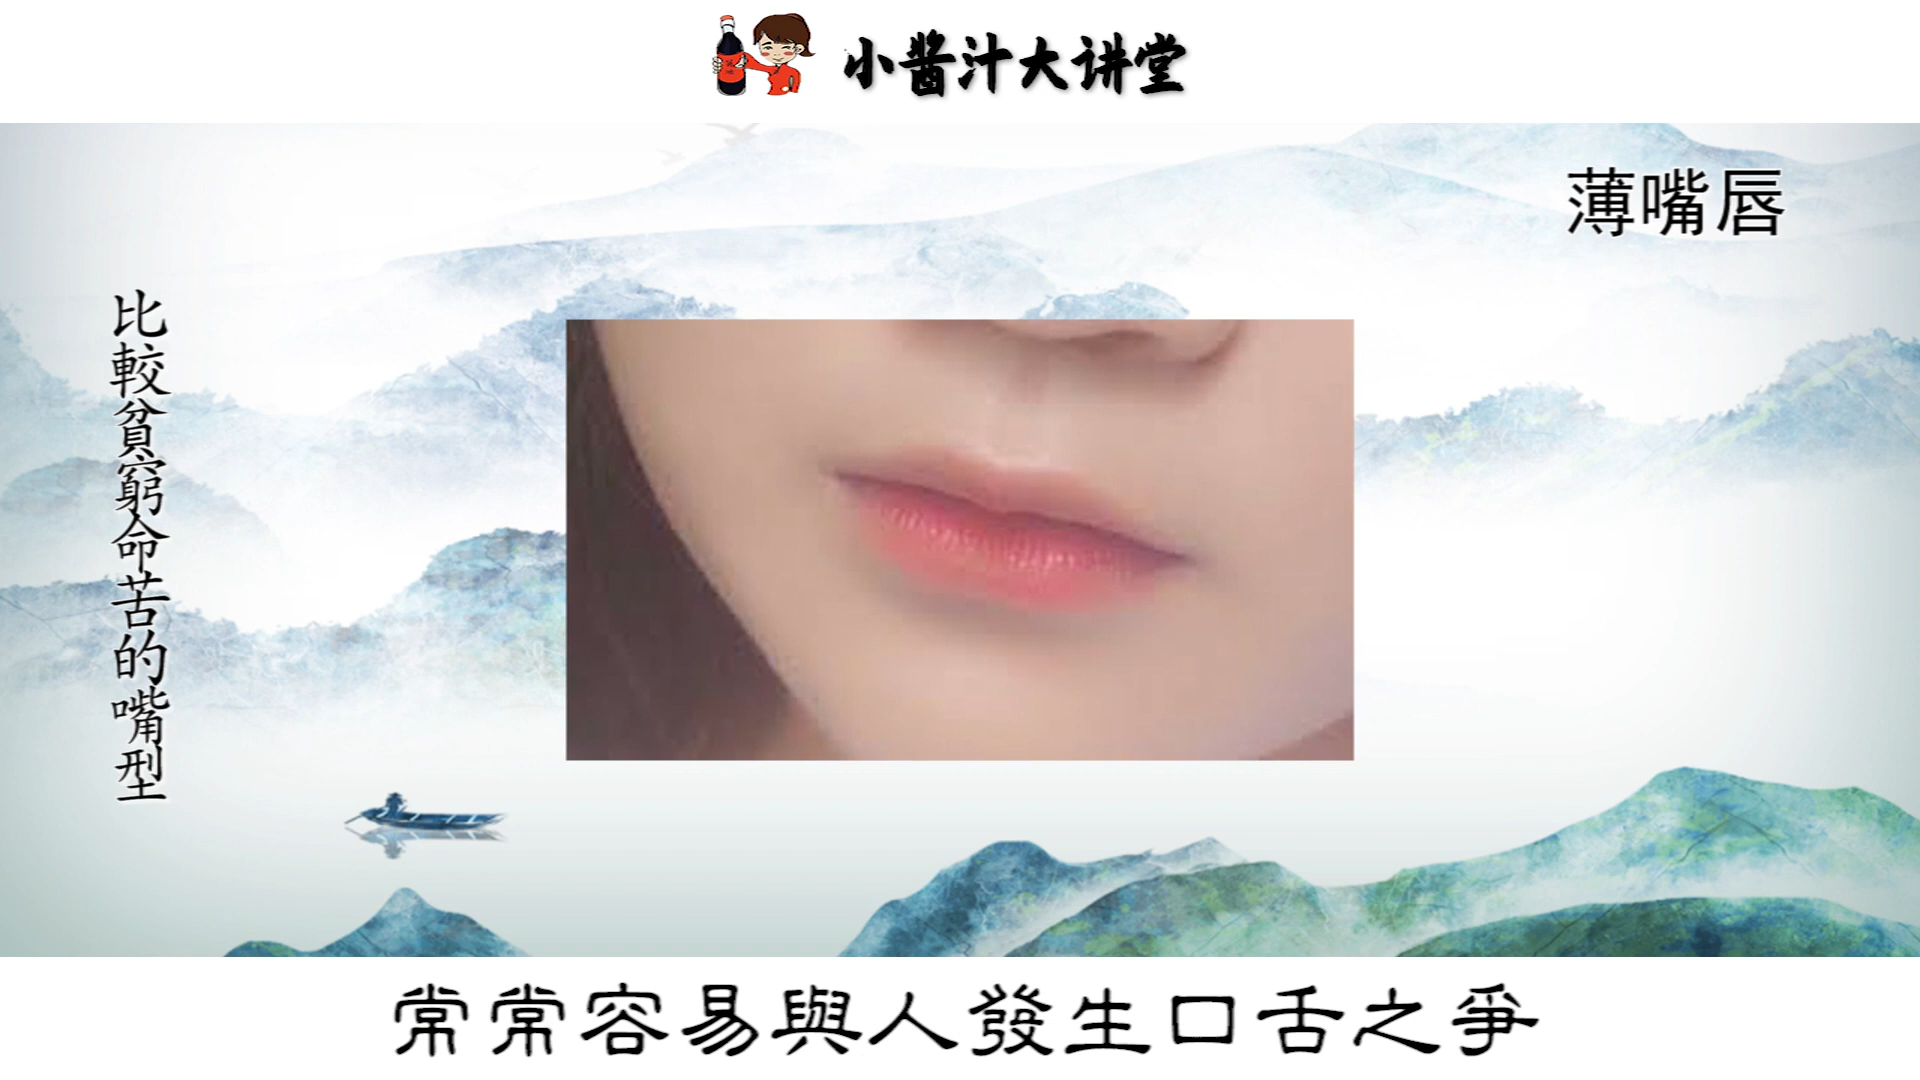 小酱汁大讲堂
薄嘴唇
比較貧窮命苦的嘴型
常常容易與人發生口舌之爭